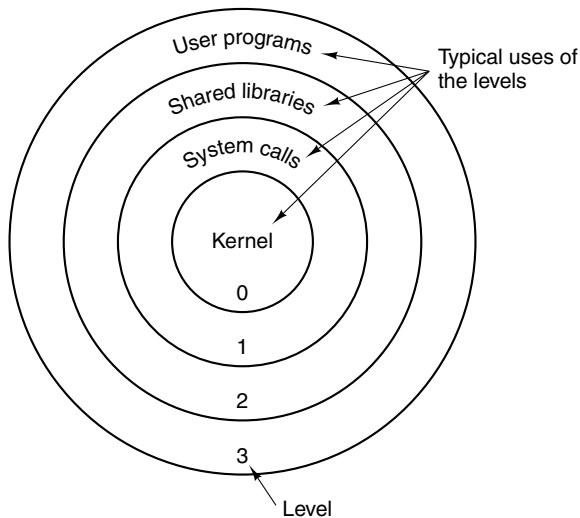 User programs
Typical uses of
the levels
Shared libraries
System calls
Kernel
0
1
2
3
Level